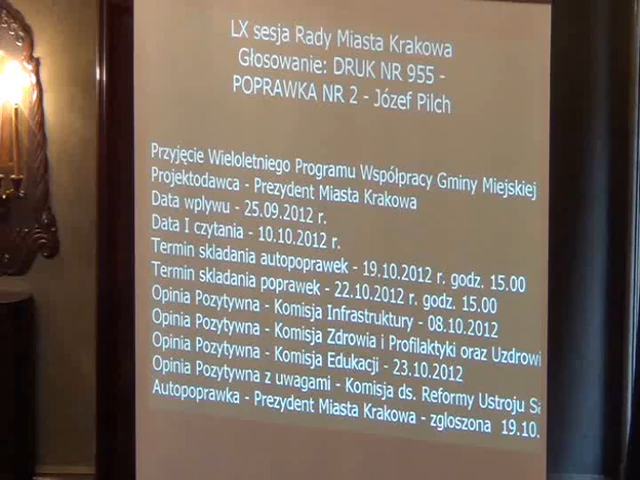 LX sesja Rady Miasta Krakowa
Głosowanie: DRUK NR 955 -
POPRAWKA NR 2 - Józef Pilch
Przyjęcie Wieloletniego Programu Współpracy Gminy Miejskiej
Projektodawca - Prezydent Miasta Krakowa
Data wpływu - 25.09.2012 r.
Data I czytania - 10.10.2012 r.
Termin składania autopoprawek - 19.10.2012 r. godz. 15.00
Termin składania poprawek - 22.10.2012 r. godz. 15.00
Opinia Pozytywna - Komisja Infrastruktury - 08.10.2012
Opinia Pozytywna - Komisja Zdrowia i Profilaktyki oraz Uzdrowi
Opinia Pozytywna - Komisja Edukacji - 23.10.2012
Opinia Pozytywna z uwagami - Komisja ds. Reformy Ustroju Sa
Autopoprawka - Prezydent Miasta Krakowa - zgłoszona 19.10.